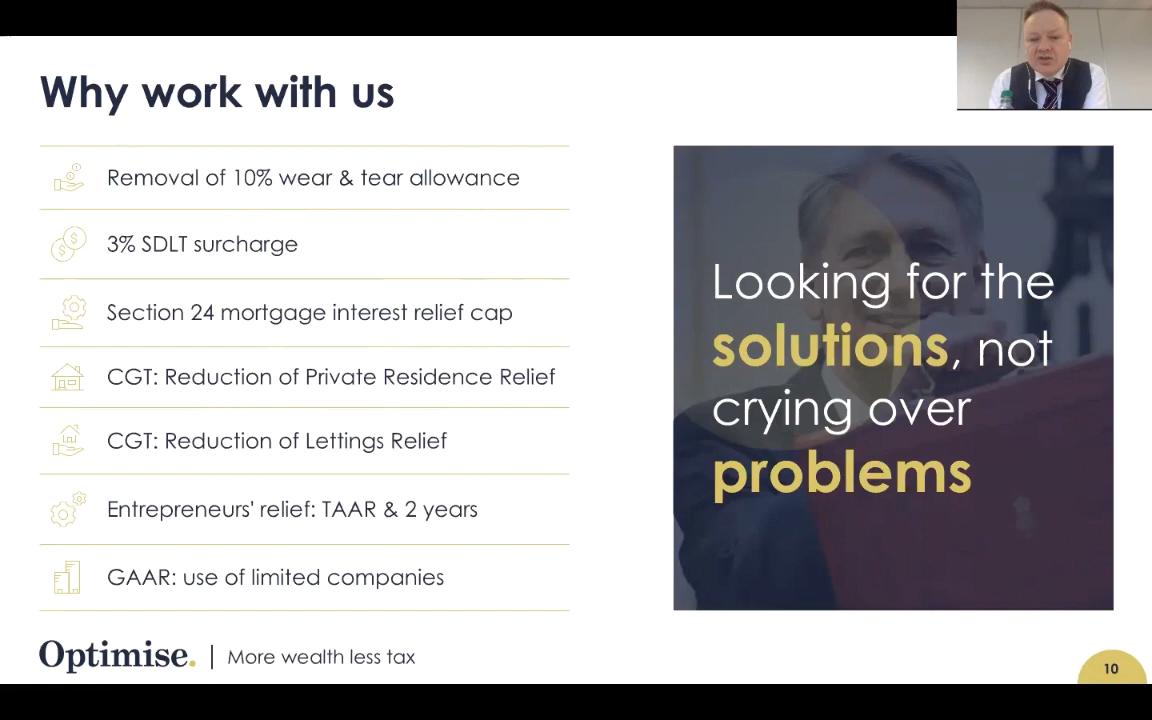 Why work with us
Removal of 10% wear & tear allowance
3% SDLT surcharge
Section 24 mortgage interest relief cap
CGT: Reduction of Private Residence Relief
CGT: Reduction of Lettings Relief
Entrepreneurs' relief: TAAR & 2 years
GAAR: use of limited companies
Looking for the
solutions, not
crying over
problems
Optimise. | More wealth less tax
10